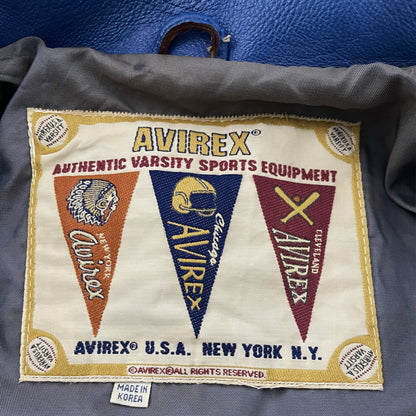 AVIREX®
AUTHENTIC VARSITY SPORTS EQUIPMENT
NEW YORK
Avirex
Chicago
AVIREX
CLEVELAND
AVIREX
AVIREX® U.S.A. NEW YORK N.Y.
©AVIREX®ALL RIGHTS RESERVED.
MADE IN
KOREA